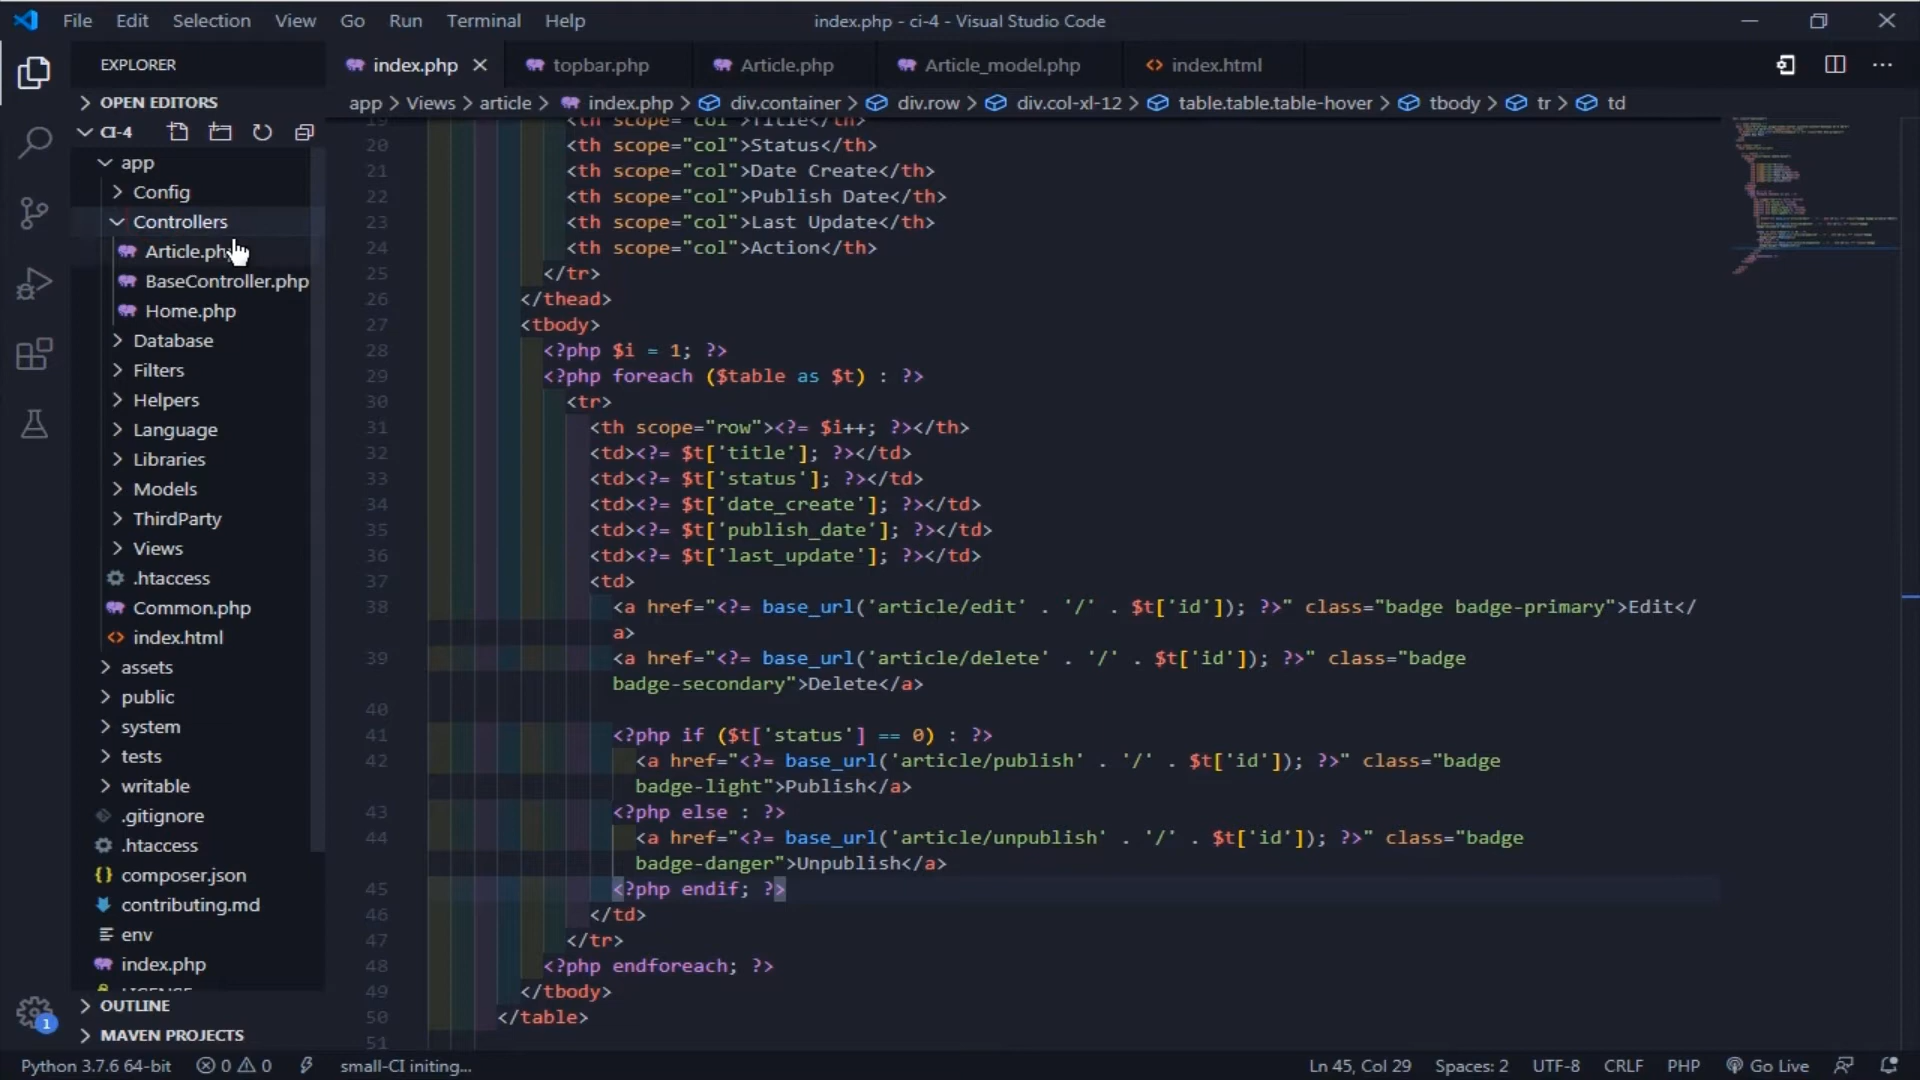 File Edit Selection View Go Run Terminal Help
index.php - ci-4 - Visual Studio Code
EXPLORER
index.php
topbar.php
Article.php
Article_model.php
index.html
OPEN EDITORS
app > Views > article > index.php > div.container > div.row > div.col-xl-12 > table.table.table-hover > tbody > tr > td
CI-4
app
Config
Controllers
Article.php
BaseController.php
Home.php
Database
Filters
Helpers
Language
Libraries
Models
ThirdParty
Views
.htaccess
Common.php
index.html
assets
public
system
tests
writable
.gitignore
.htaccess
composer.json
contributing.md
env
index.php
LICENSE
OUTLINE
MAVEN PROJECTS
19 <th scope="col">Title</th>
20 <th scope="col">Status</th>
21 <th scope="col">Date Create</th>
22 <th scope="col">Publish Date</th>
23 <th scope="col">Last Update</th>
24 <th scope="col">Action</th>
25 </tr>
26 </thead>
27 <tbody>
28 <?php $i = 1; ?>
29 <?php foreach ($table as $t) : ?>
30 <tr>
31 <th scope="row"><?= $i++; ?></th>
32 <td><?= $t['title']; ?></td>
33 <td><?= $t['status']; ?></td>
34 <td><?= $t['date_create']; ?></td>
35 <td><?= $t['publish_date']; ?></td>
36 <td><?= $t['last_update']; ?></td>
37 <td>
38 <a href="<?= base_url('article/edit' . '/' . $t['id']); ?>" class="badge badge-primary">Edit</
a>
39 <a href="<?= base_url('article/delete' . '/' . $t['id']); ?>" class="badge
badge-secondary">Delete</a>
40
41 <?php if ($t['status'] == 0) : ?>
42 <a href="<?= base_url('article/publish' . '/' . $t['id']); ?>" class="badge
badge-light">Publish</a>
43 <?php else : ?>
44 <a href="<?= base_url('article/unpublish' . '/' . $t['id']); ?>" class="badge
badge-danger">Unpublish</a>
45 <?php endif; ?>
46 </td>
47 </tr>
48 <?php endforeach; ?>
49 </tbody>
50 </table>
51
1
Python 3.7.6 64-bit 0 0 small-CI initing... Ln 45, Col 29 Spaces: 2 UTF-8 CRLF PHP Go Live